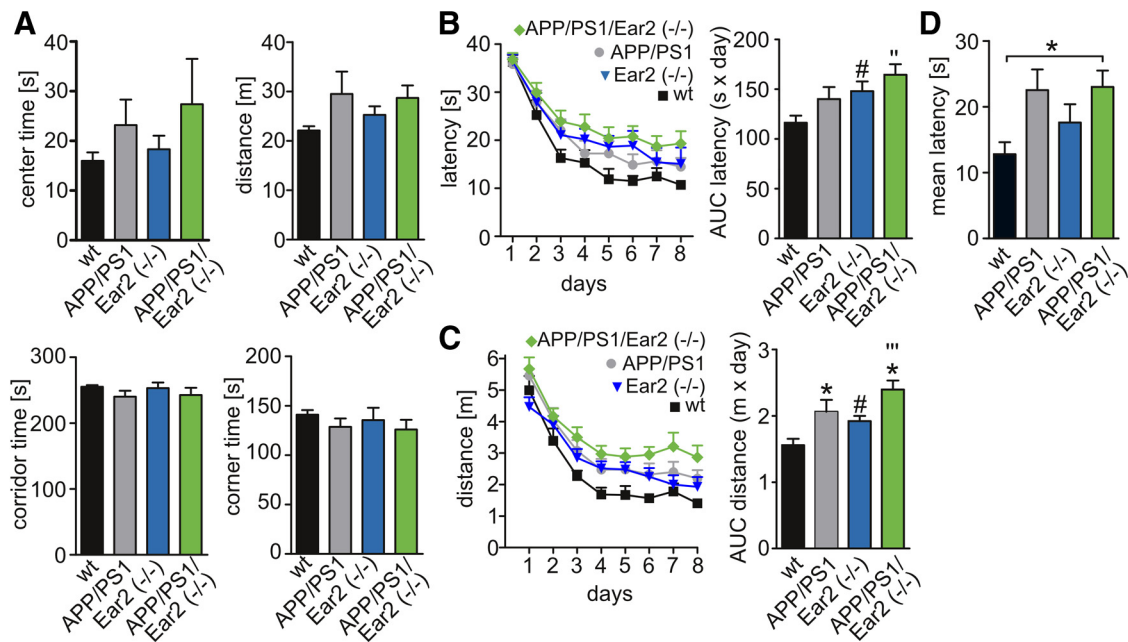 A
center time [s]
40
30
20
10
0
wt
APP/PS1
Ear2 (-/-)
APP/PS1/
Ear2 (-/-)
distance [m]
40
30
20
10
0
wt
APP/PS1
Ear2 (-/-)
APP/PS1/
Ear2 (-/-)
corridor time [s]
300
200
100
0
wt
APP/PS1
Ear2 (-/-)
APP/PS1/
Ear2 (-/-)
corner time [s]
200
150
100
50
0
wt
APP/PS1
Ear2 (-/-)
APP/PS1/
Ear2 (-/-)
B
APP/PS1/Ear2 (-/-)
APP/PS1
Ear2 (-/-)
wt
latency [s]
40
30
20
10
0
1 2 3 4 5 6 7 8
days
AUC latency (s x day)
200
150
100
50
0
#
"
wt
APP/PS1
Ear2 (-/-)
APP/PS1/
Ear2 (-/-)
C
APP/PS1/Ear2 (-/-)
APP/PS1
Ear2 (-/-)
wt
distance [m]
6
5
4
3
2
1
0
1 2 3 4 5 6 7 8
days
AUC distance (m x day)
3
2
1
0
*
#
'''
*
wt
APP/PS1
Ear2 (-/-)
APP/PS1/
Ear2 (-/-)
D
mean latency [s]
30
20
10
0
*
wt
APP/PS1
Ear2 (-/-)
APP/PS1/
Ear2 (-/-)